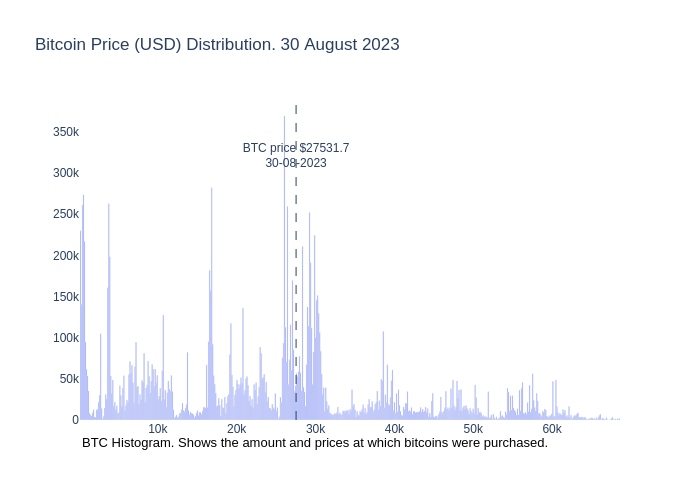 Bitcoin Price (USD) Distribution. 30 August 2023
350k
BTC price $27531.7
30-08-2023
300k
250k
200k
150k
100k
50k
0
10k 20k 30k 40k 50k 60k
BTC Histogram. Shows the amount and prices at which bitcoins were purchased.